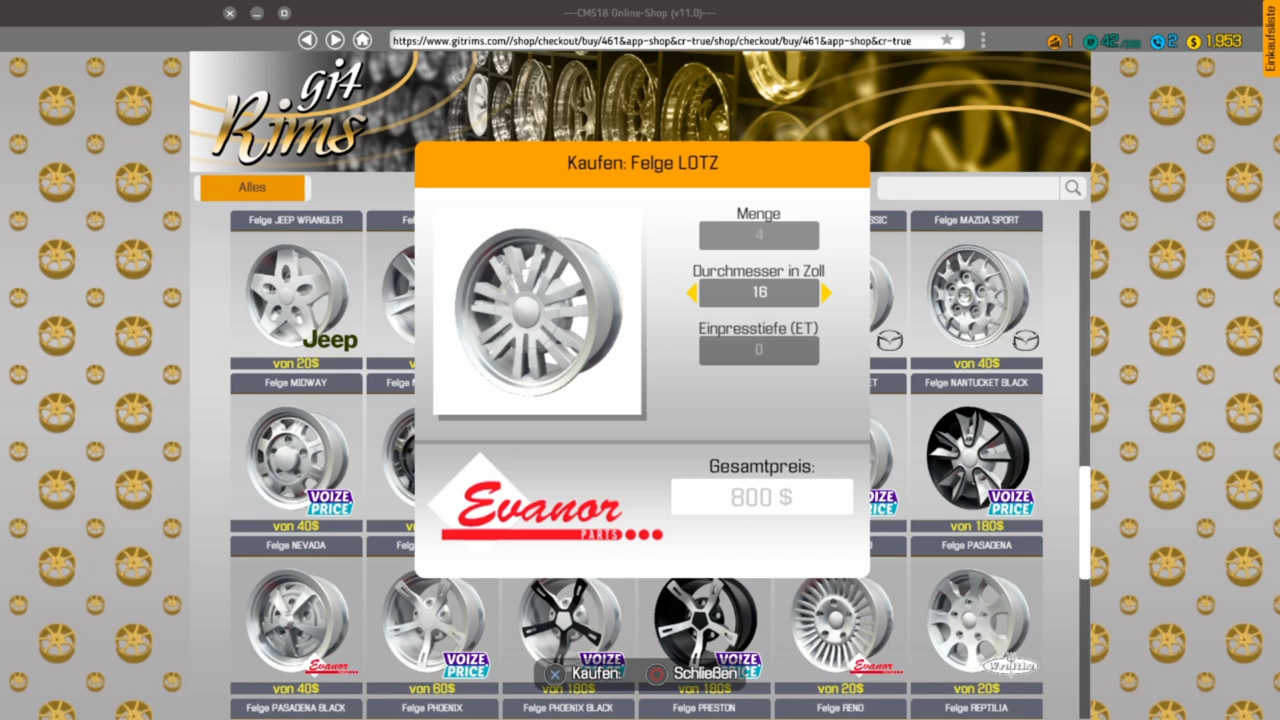 ---CMS18 Online-Shop (v11.0)---
https://www.gitrims.com//shop/checkout/buy/461&app-shop&cr-true/shop/checkout/buy/461&app-shop&cr-true
1
42
2
$ 1,953
Einkaufsliste
git
Rims
Alles
Kaufen: Felge LOTZ
Menge
4
Durchmesser in Zoll
16
Einpresstiefe (ET)
0
Evanor
PARTS
Gesamtpreis:
800 $
Felge JEEP WRANGLER
Felge MAZDA SPORT
Jeep
von 20$
von 40$
Felge MIDWAY
Felge NANTUCKET BLACK
VOIZE PRICE
VOIZE PRICE
von 40$
von 180$
Felge NEVADA
Felge PASADENA
Evanor
VOIZE PRICE
VOIZE PRICE
Evanor
von 40$
von 60$
von 180$
von 180$
von 20$
von 20$
Kaufen:
Schließen
Felge PASADENA BLACK
Felge PHOENIX
Felge PHOENIX BLACK
Felge PRESTON
Felge RENO
Felge REPTILIA